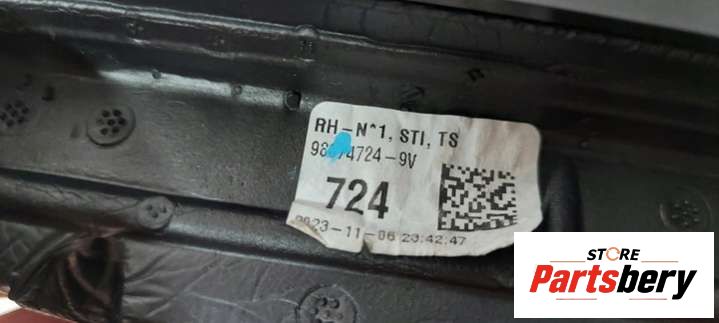 RH-N^1, STI, TS
724
2023-11-06 23:42:47
STORE
Partsbery